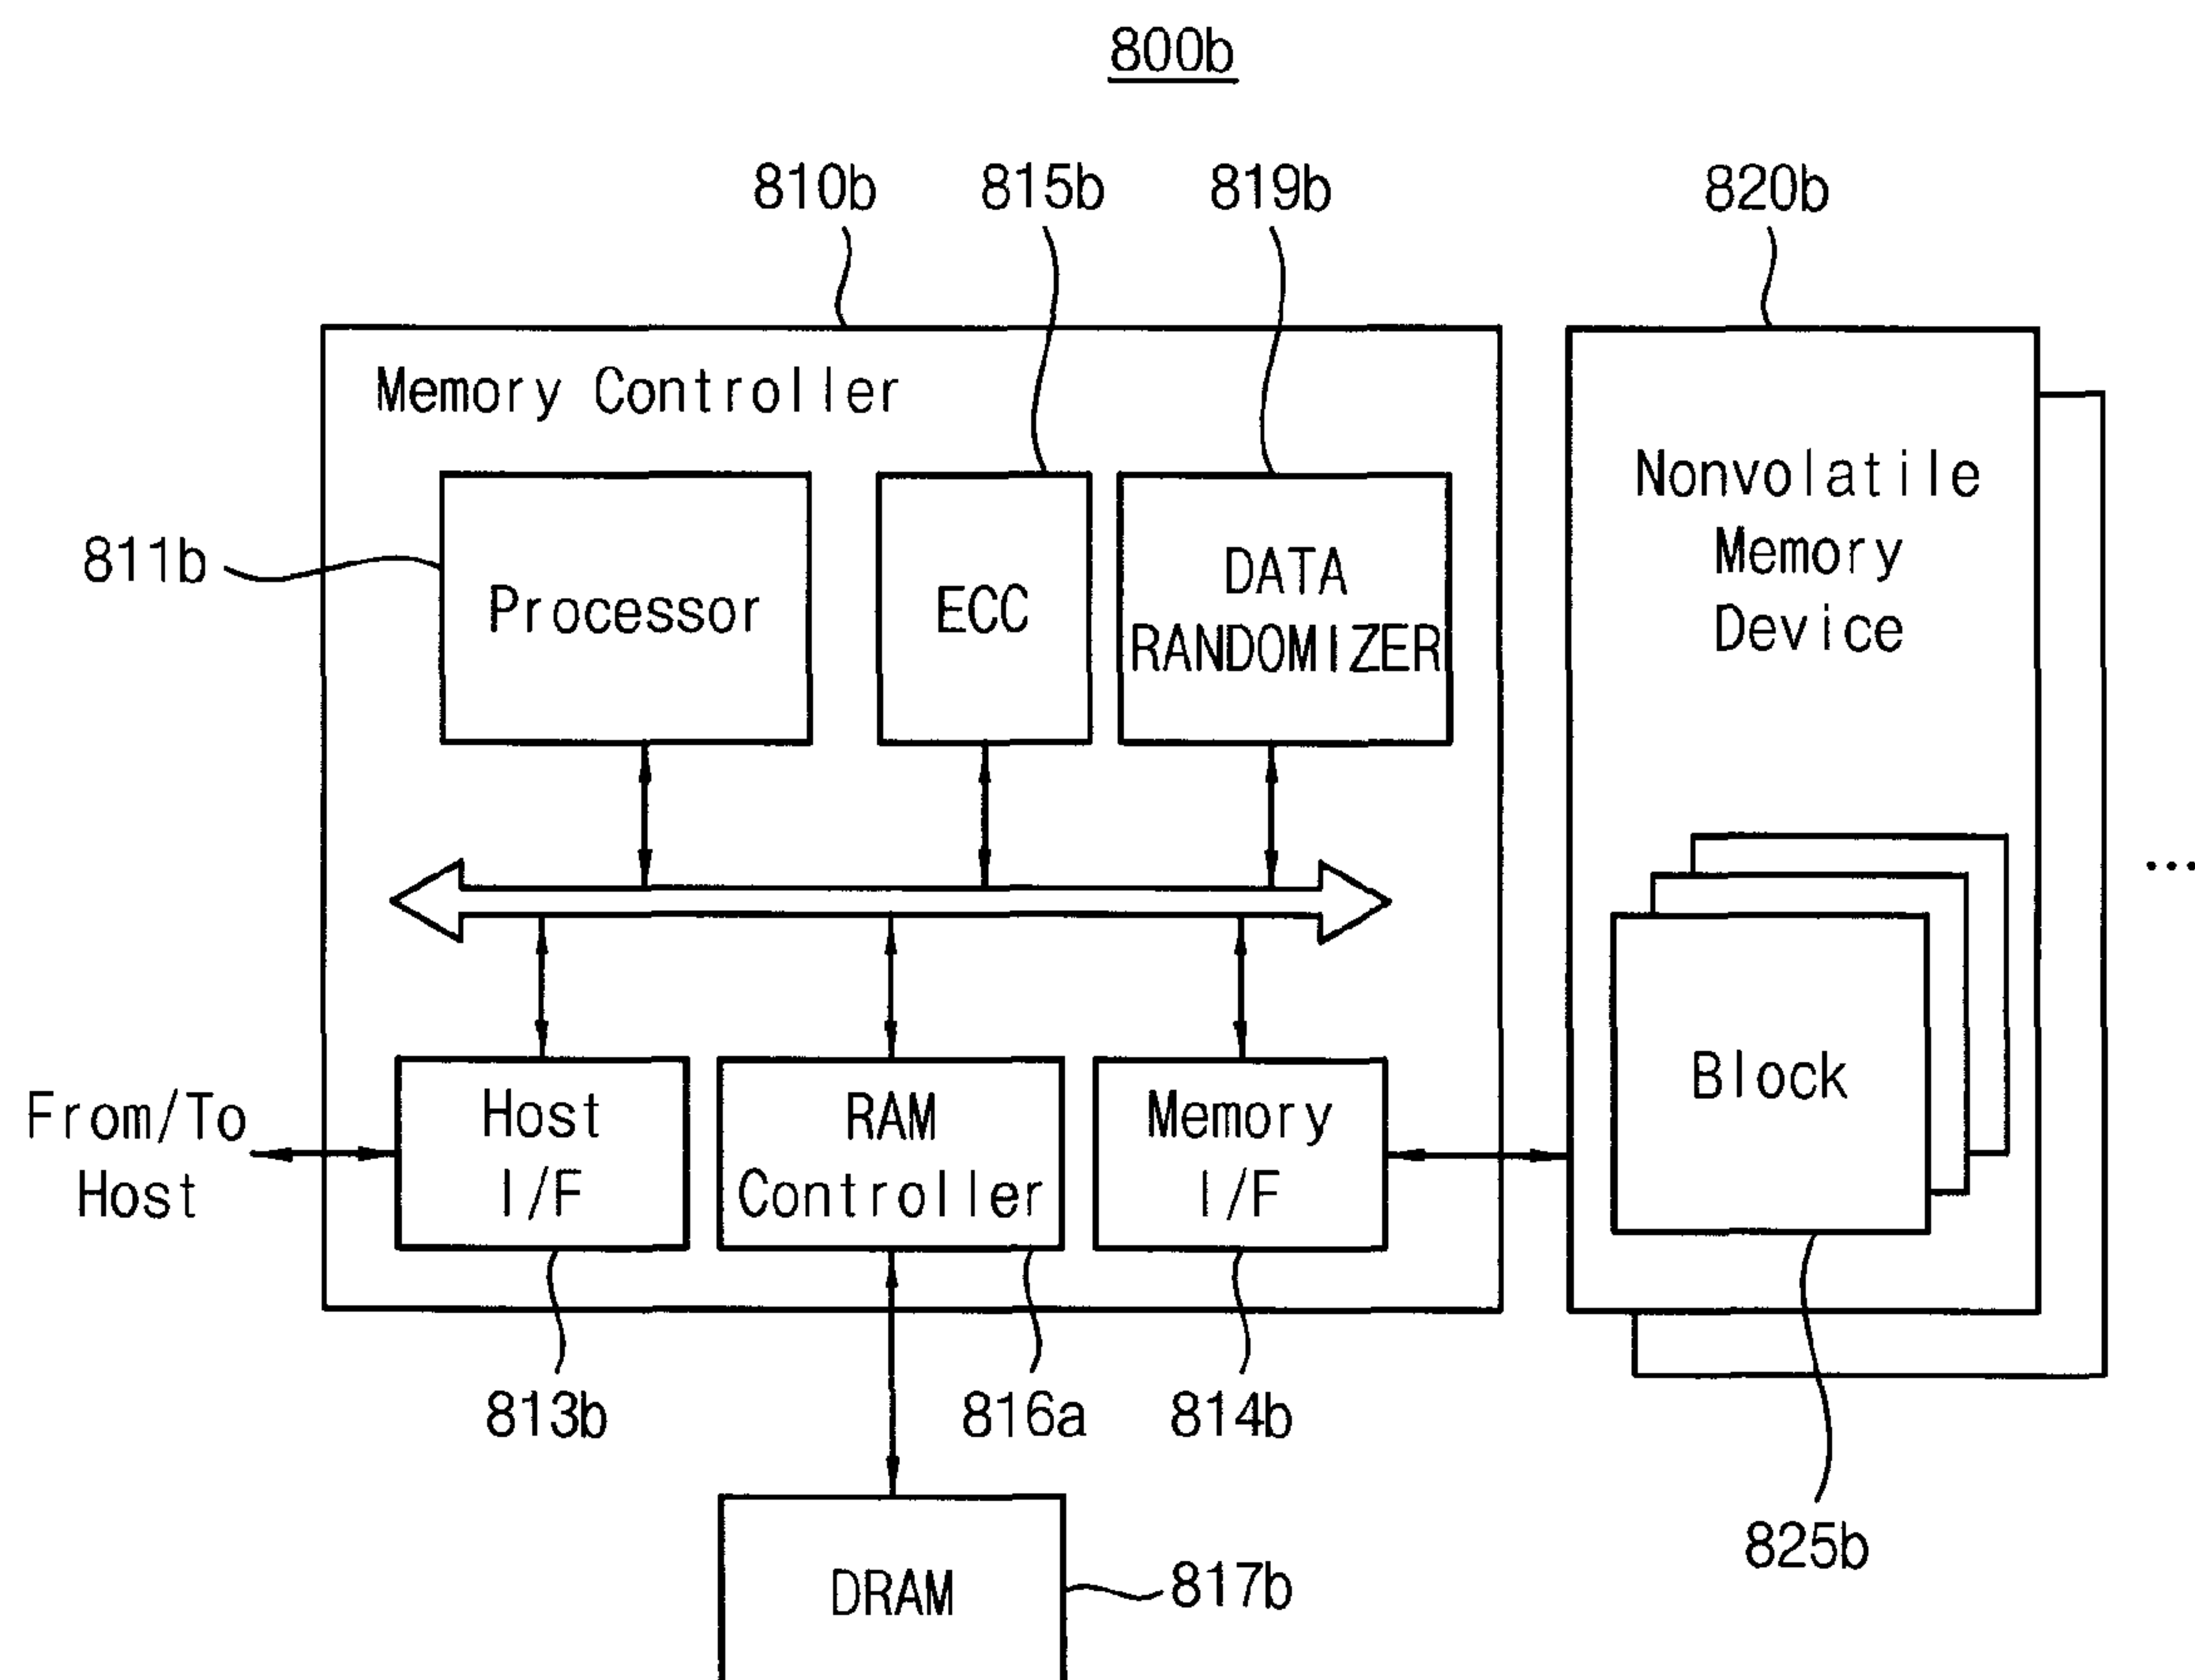 800b
810b
815b
819b
820b
Memory Controller
Nonvolatile
Memory
Device
811b
Processor
ECC
DATA
RANDOMIZER
...
Block
From/To
Host
Host
I/F
RAM
Controller
Memory
I/F
813b
816a
814b
825b
DRAM
817b